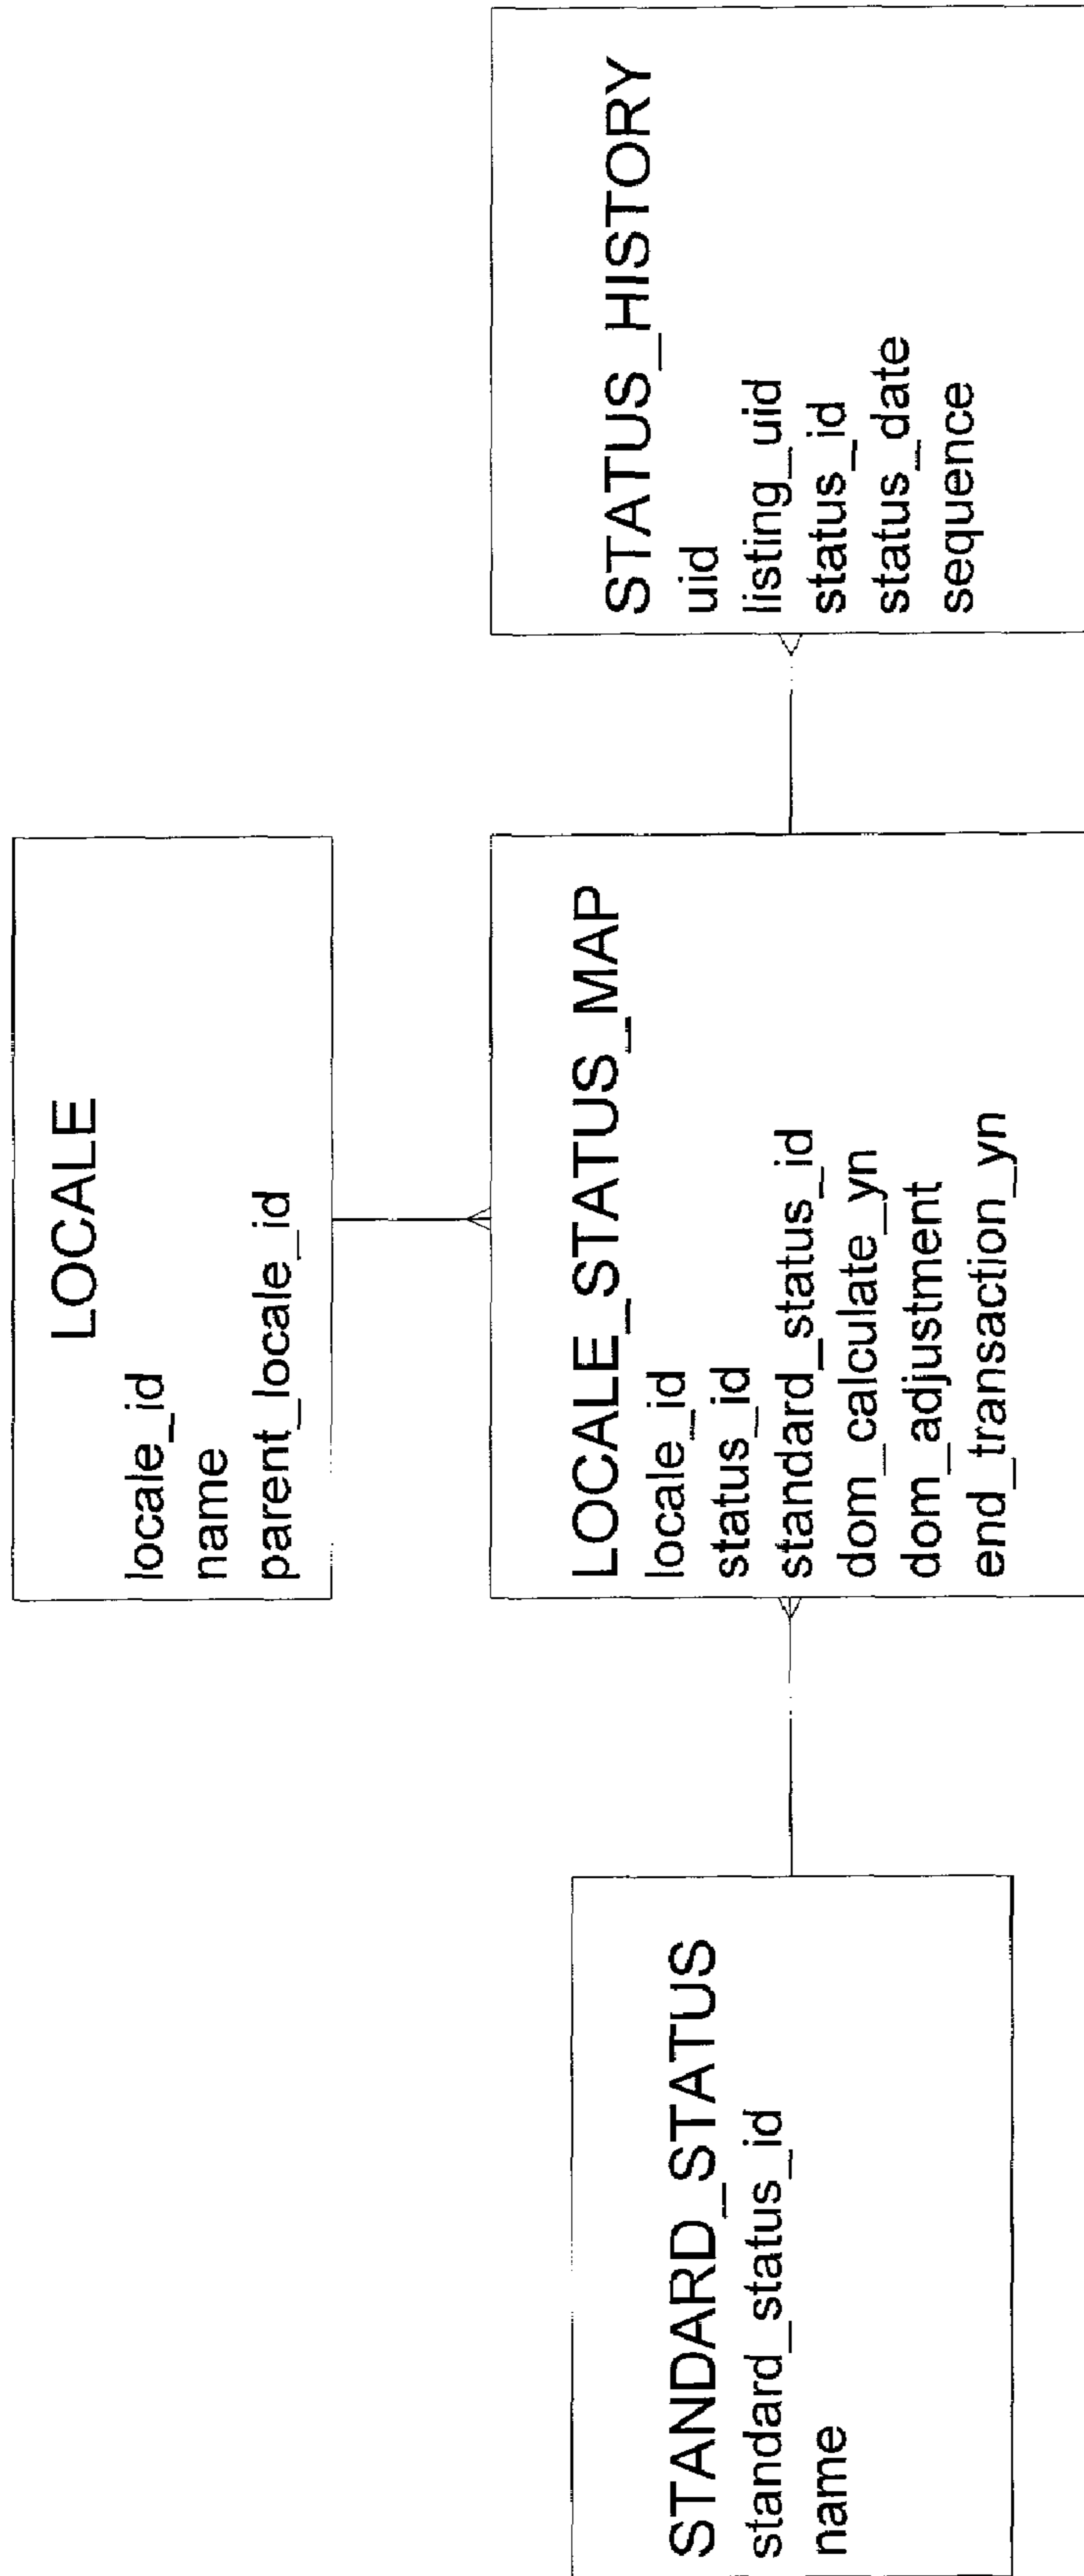 LOCALE
locale_id
name
parent_locale_id
STANDARD_STATUS
standard_status_id
name
LOCALE_STATUS_MAP
locale_id
status_id
standard_status_id
dom_calculate_yn
dom_adjustment
end_transaction_yn
STATUS_HISTORY
uid
listing_uid
status_id
status_date
sequence